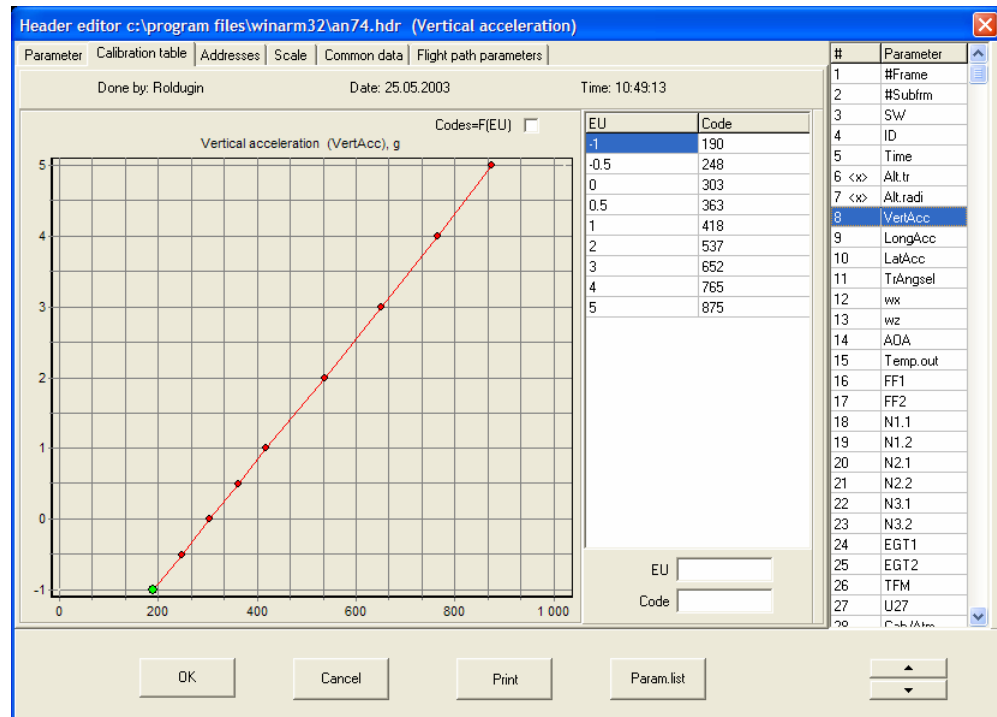 Header editor c:\program files\winarm32\an74.hdr (Vertical acceleration)
Parameter Calibration table Addresses Scale Common data Flight path parameters
Done by: Roldugin Date: 25.05.2003 Time: 10:49:13
Codes=F(EU)
Vertical acceleration (VertAcc), g
5
4
3
2
1
0
-1
0 200 400 600 800 1 000
EU Code
-1 190
-0.5 248
0 303
0.5 363
1 418
2 537
3 652
4 765
5 875
EU
Code
# Parameter
1 #Frame
2 #Subfrm
3 SW
4 ID
5 Time
6 <x> Alt.tr
7 <x> Alt.radi
8 VertAcc
9 LongAcc
10 LatAcc
11 TrAngsel
12 wx
13 wz
14 AOA
15 Temp.out
16 FF1
17 FF2
18 N1.1
19 N1.2
20 N2.1
21 N2.2
22 N3.1
23 N3.2
24 EGT1
25 EGT2
26 TFM
27 U27
28 Cab/Atm
OK Cancel Print Param.list